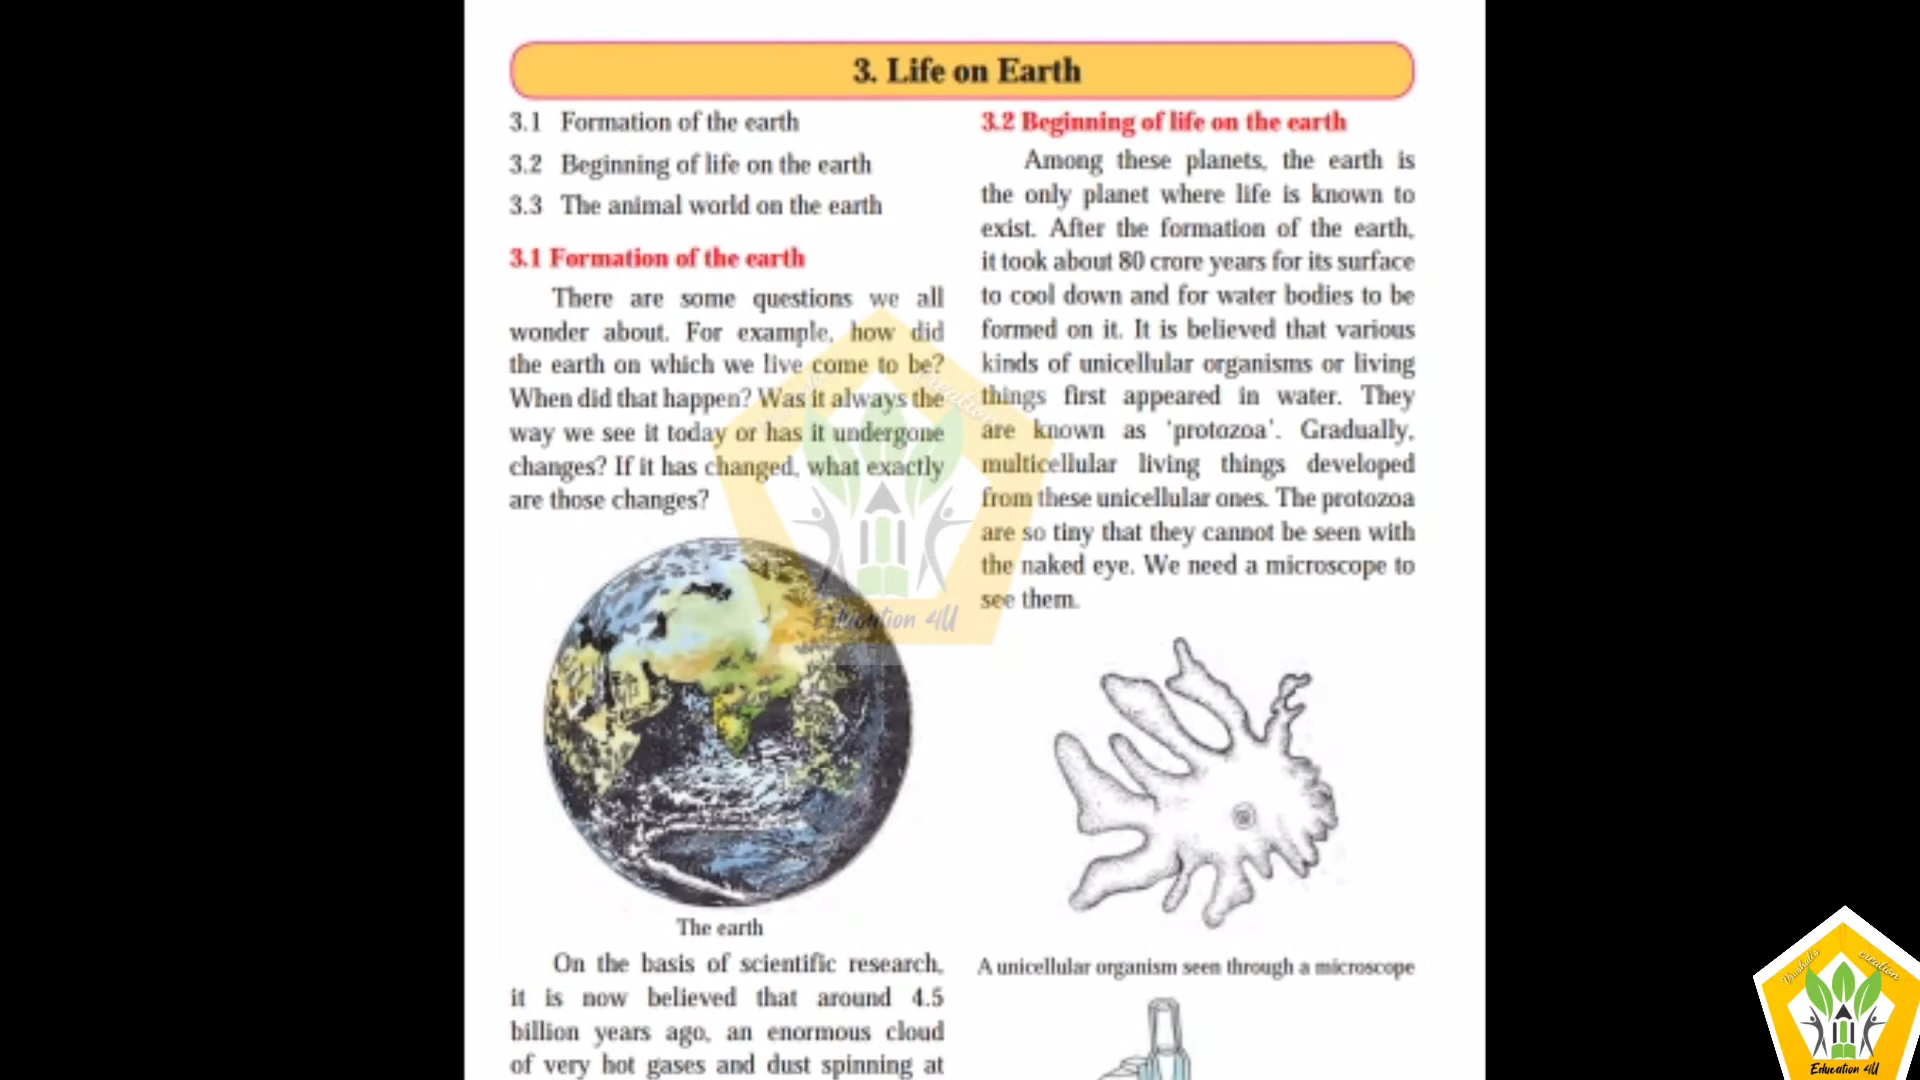 3. Life on Earth
3.1 Formation of the earth
3.2 Beginning of life on the earth
3.3 The animal world on the earth
3.1 Formation of the earth
There are some questions we all
wonder about. For example, how did
the earth on which we live come to be?
When did that happen? Was it always the
way we see it today or has it undergone
changes? If it has changed, what exactly
are those changes?
The earth
On the basis of scientific research,
it is now believed that around 4.5
billion years ago, an enormous cloud
of very hot gases and dust spinning at
3.2 Beginning of life on the earth
Among these planets, the earth is
the only planet where life is known to
exist. After the formation of the earth,
it took about 80 crore years for its surface
to cool down and for water bodies to be
formed on it. It is believed that various
kinds of unicellular organisms or living
things first appeared in water. They
are known as 'protozoa'. Gradually,
multicellular living things developed
from these unicellular ones. The protozoa
are so tiny that they cannot be seen with
the naked eye. We need a microscope to
see them.
A unicellular organism seen through a microscope
creation
Education 4U
creation
Education 4U